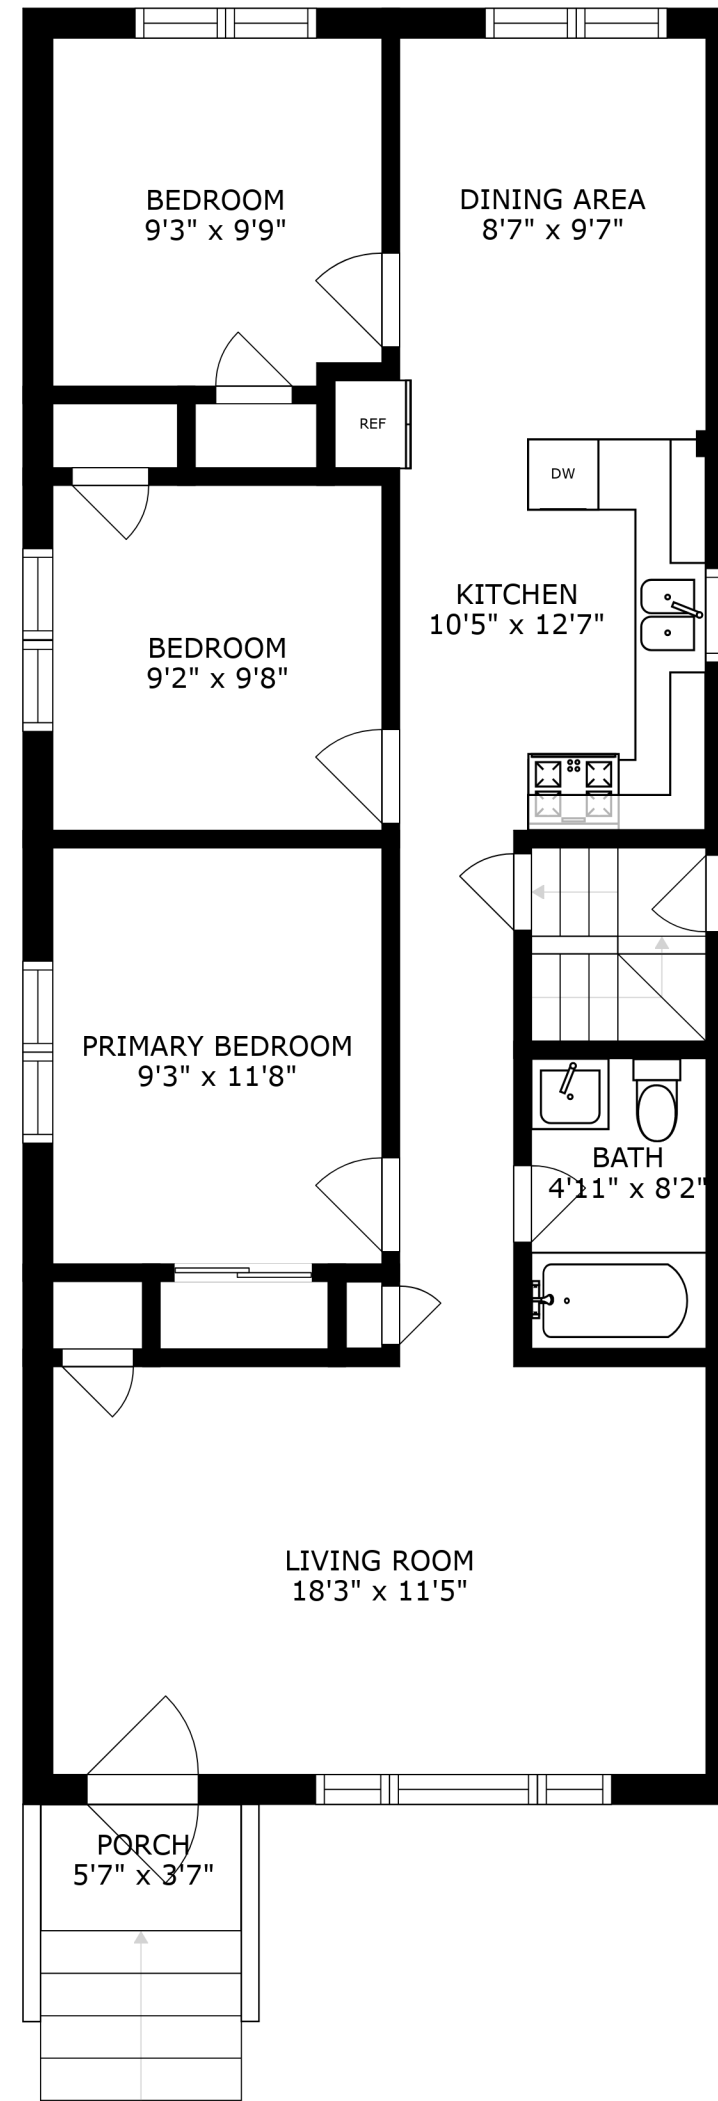 BEDROOM
9'3" x 9'9"
DINING AREA
8'7" x 9'7"
REF
DW
KITCHEN
10'5" x 12'7"
BEDROOM
9'2" x 9'8"
PRIMARY BEDROOM
9'3" x 11'8"
BATH
4'11" x 8'2"
LIVING ROOM
18'3" x 11'5"
PORCH
5'7" x 3'7"